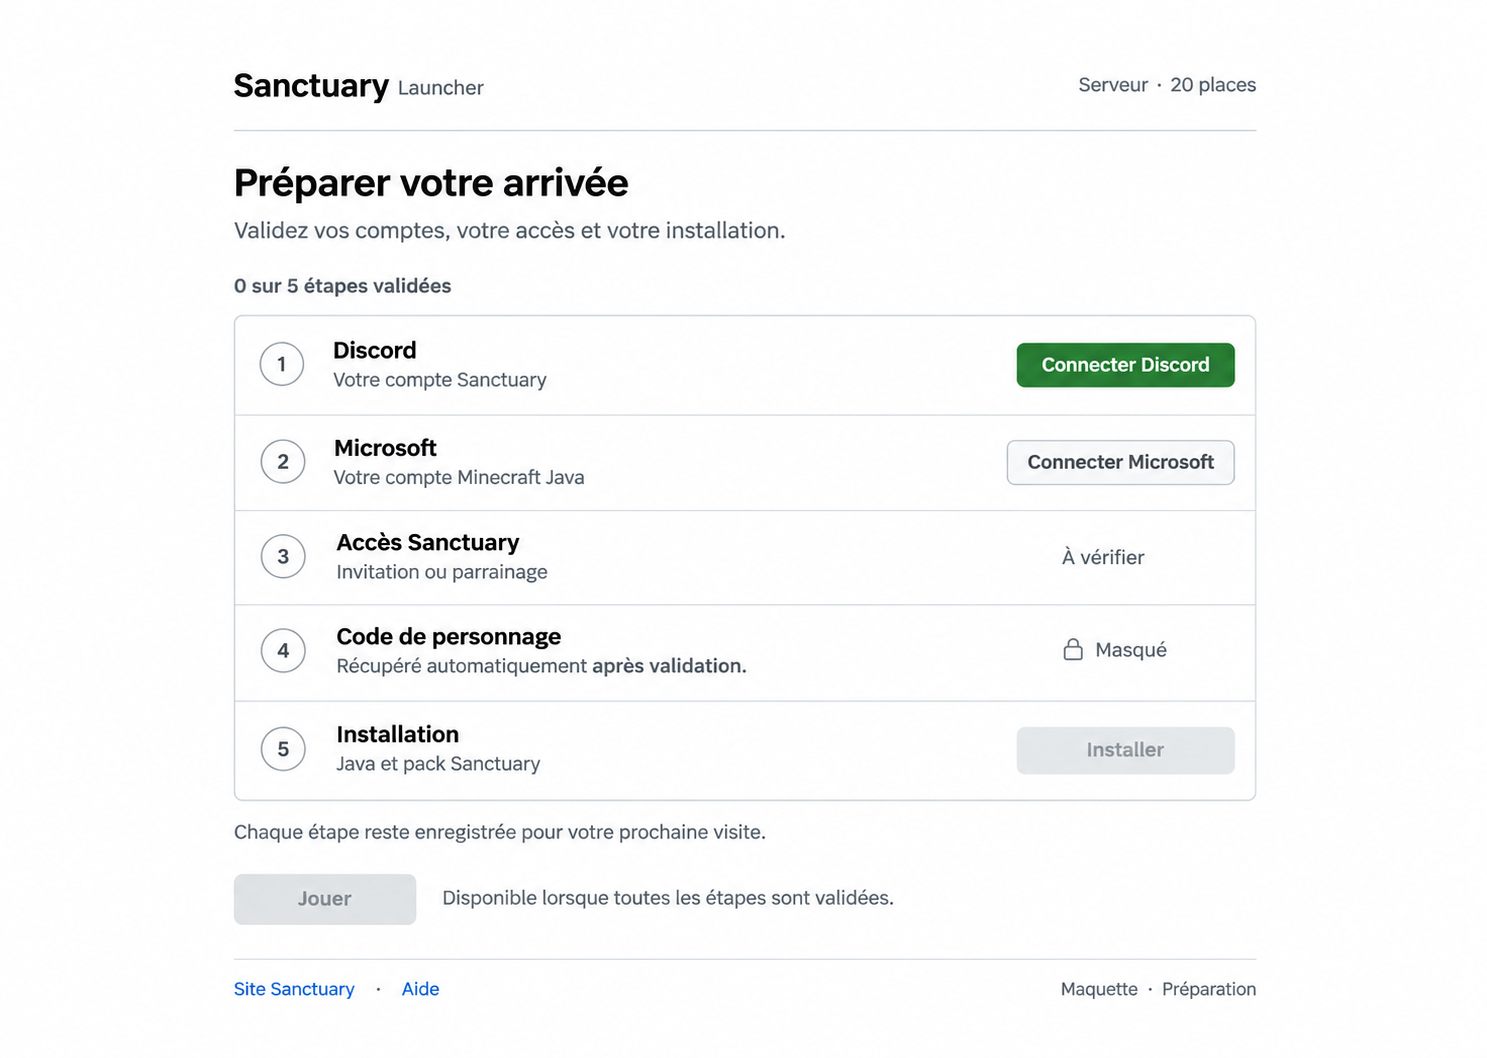 Sanctuary Launcher
Serveur · 20 places
Préparer votre arrivée
Validez vos comptes, votre accès et votre installation.
0 sur 5 étapes validées
1
Discord
Votre compte Sanctuary
Connecter Discord
2
Microsoft
Votre compte Minecraft Java
Connecter Microsoft
3
Accès Sanctuary
Invitation ou parrainage
À vérifier
4
Code de personnage
Récupéré automatiquement après validation.
Masqué
5
Installation
Java et pack Sanctuary
Installer
Chaque étape reste enregistrée pour votre prochaine visite.
Jouer
Disponible lorsque toutes les étapes sont validées.
Site Sanctuary · Aide
Maquette · Préparation